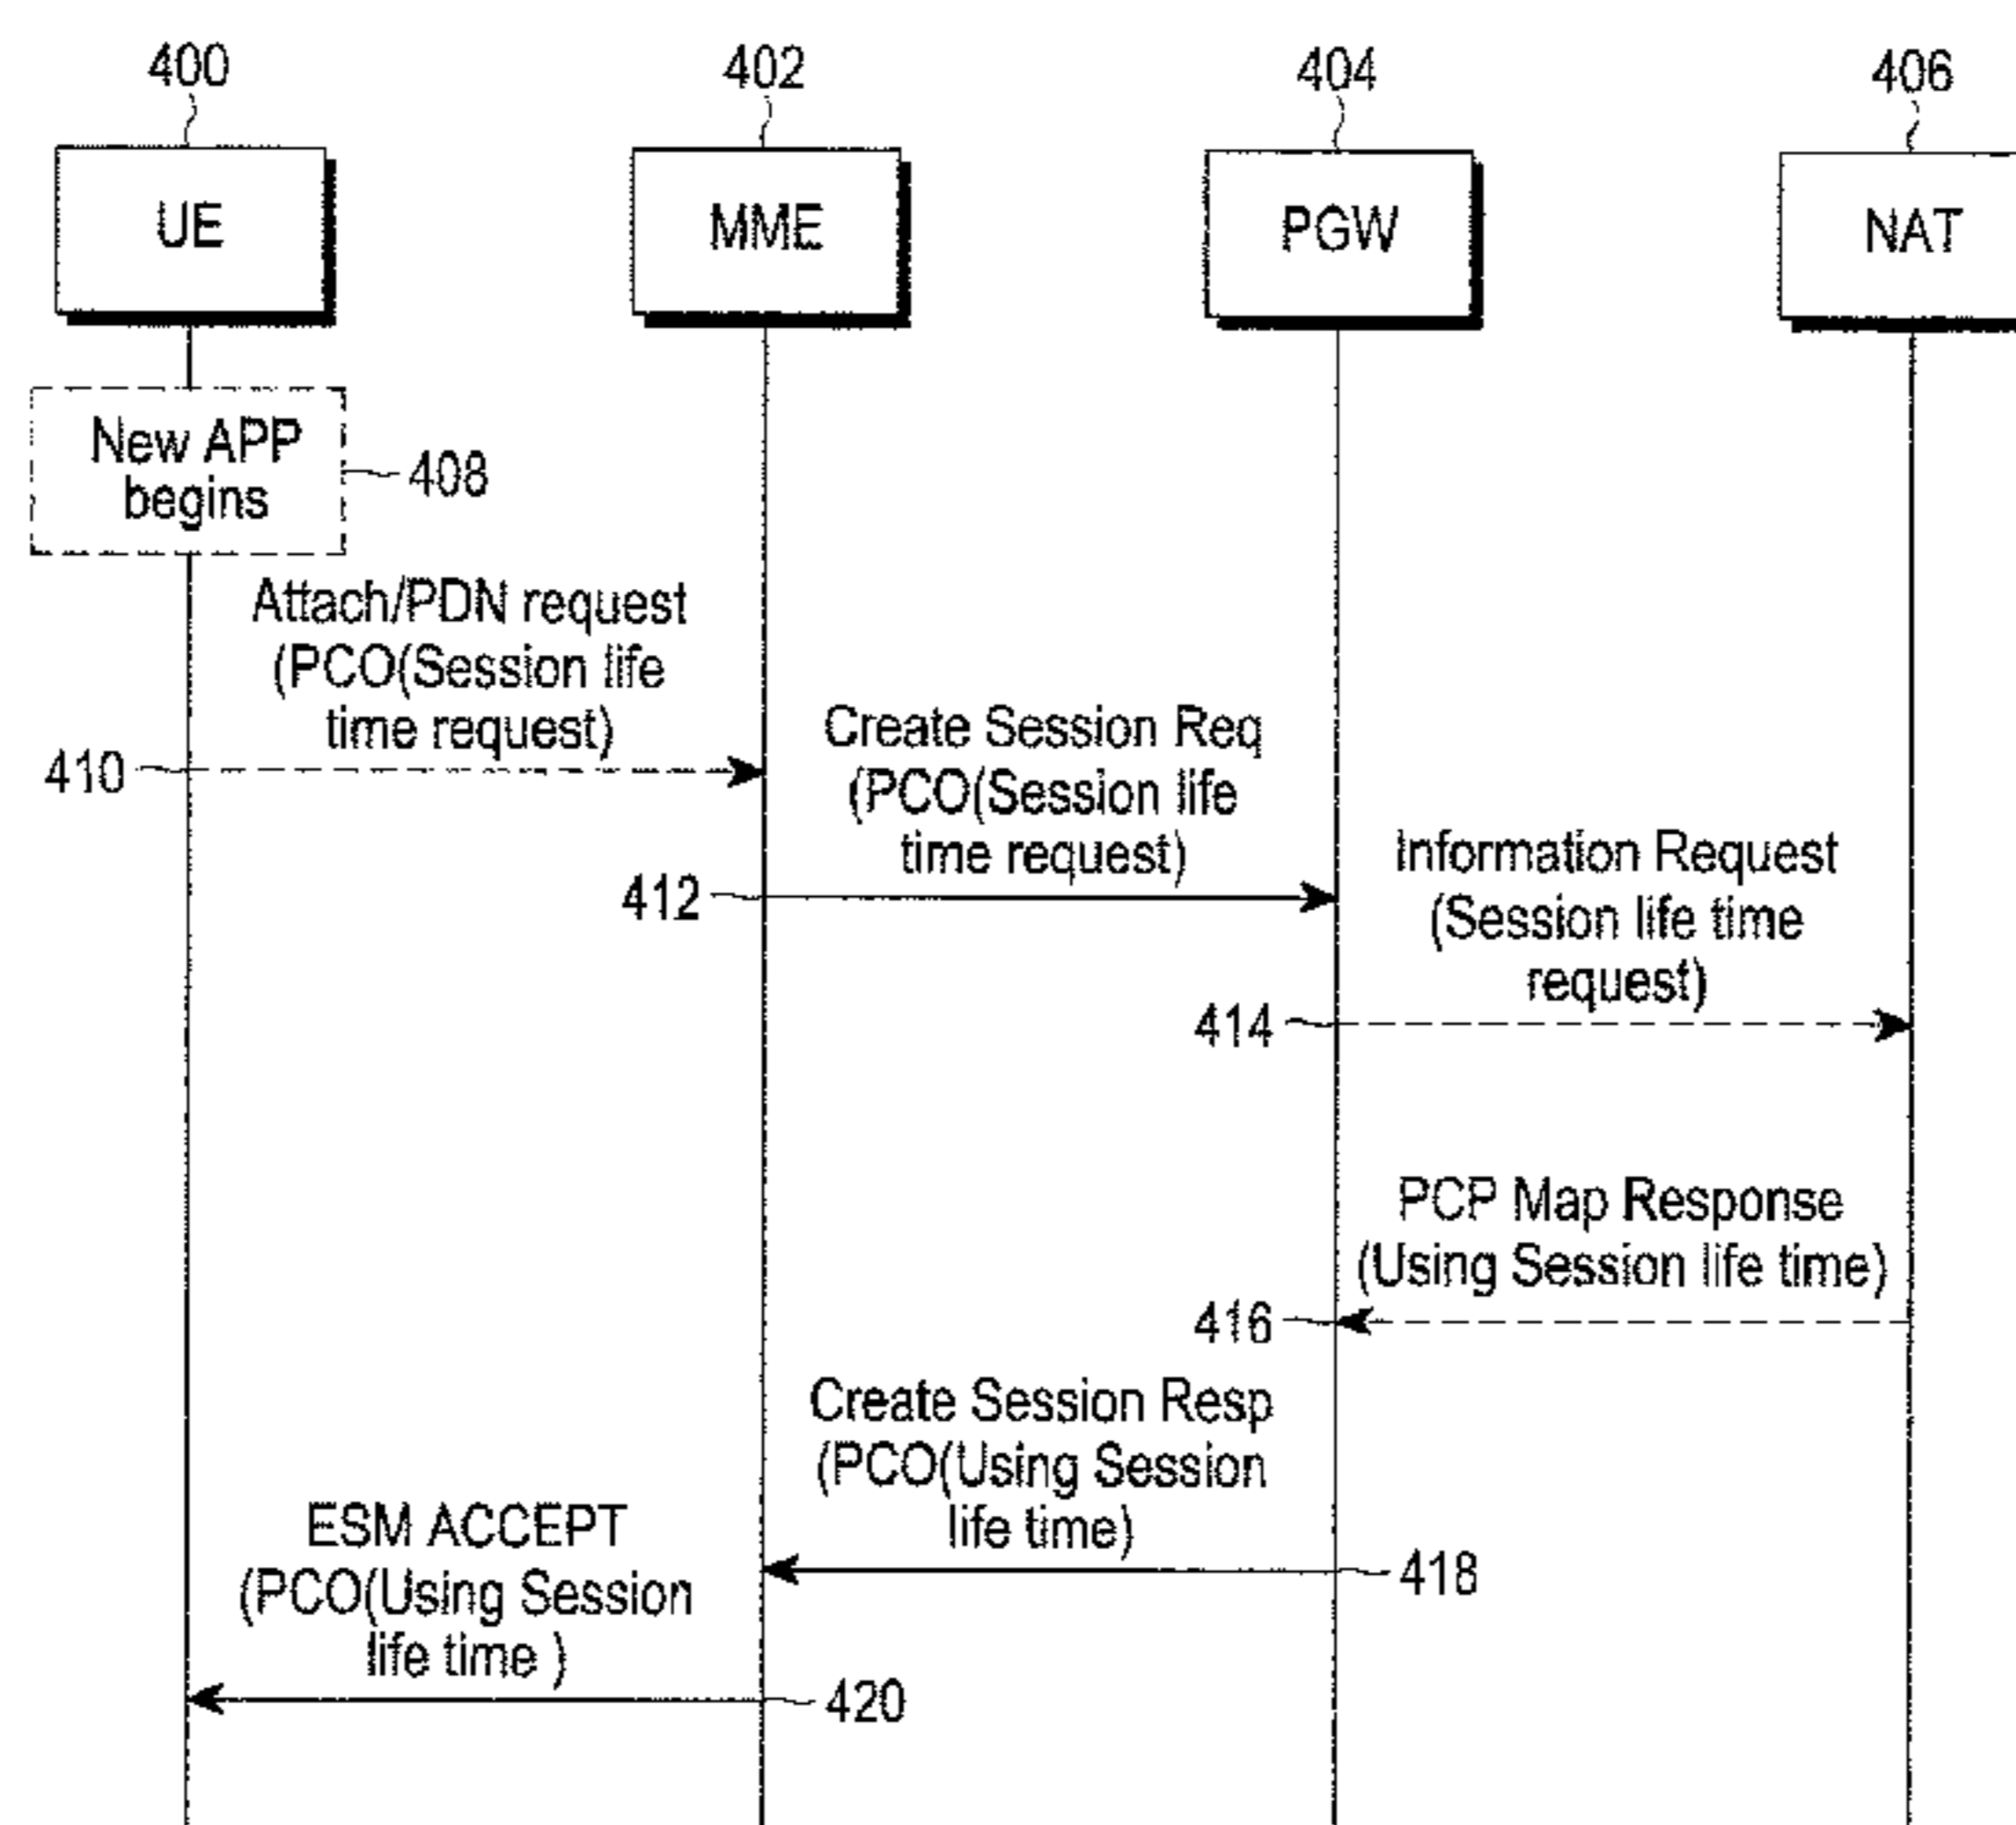 400
402
404
406
UE
MME
PGW
NAT
New APP
begins
408
Attach/PDN request
(PCO(Session life
time request)
410
Create Session Req
(PCO(Session life
time request)
412
Information Request
(Session life time
request)
414
PCP Map Response
(Using Session life time)
416
Create Session Resp
(PCO(Using Session
life time)
418
ESM ACCEPT
(PCO(Using Session
life time )
420